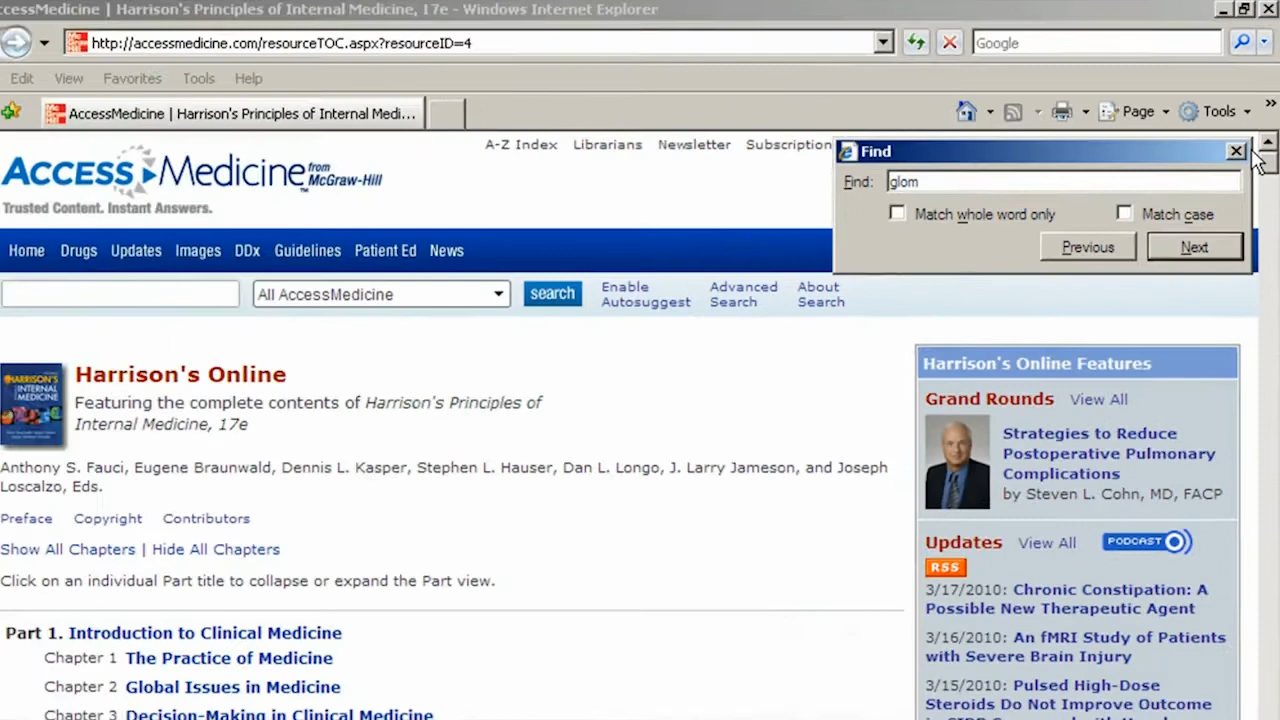 ccessMedicine | Harrison's Principles of Internal Medicine, 17e - Windows Internet Explorer
http://accessmedicine.com/resourceTOC.aspx?resourceID=4
Google
Edit View Favorites Tools Help
AccessMedicine | Harrison's Principles of Internal Medi...
Page Tools
A-Z Index Librarians Newsletter Subscription
ACCESS Medicine from McGraw-Hill
Trusted Content. Instant Answers.
Find
Find: glom
Match whole word only Match case
Previous Next
Home Drugs Updates Images DDx Guidelines Patient Ed News
All AccessMedicine search
Enable Autosuggest
Advanced Search
About Search
HARRISON'S
INTERNAL
MEDICINE
Harrison's Online
Featuring the complete contents of Harrison's Principles of
Internal Medicine, 17e
Anthony S. Fauci, Eugene Braunwald, Dennis L. Kasper, Stephen L. Hauser, Dan L. Longo, J. Larry Jameson, and Joseph
Loscalzo, Eds.
Preface Copyright Contributors
Show All Chapters | Hide All Chapters
Click on an individual Part title to collapse or expand the Part view.
Part 1. Introduction to Clinical Medicine
Chapter 1 The Practice of Medicine
Chapter 2 Global Issues in Medicine
Chapter 3 Decision-Making in Clinical Medicine
Harrison's Online Features
Grand Rounds View All
Strategies to Reduce
Postoperative Pulmonary
Complications
by Steven L. Cohn, MD, FACP
Updates View All PODCAST
RSS
3/17/2010: Chronic Constipation: A
Possible New Therapeutic Agent
3/16/2010: An fMRI Study of Patients
with Severe Brain Injury
3/15/2010: Pulsed High-Dose
Steroids Do Not Improve Outcome